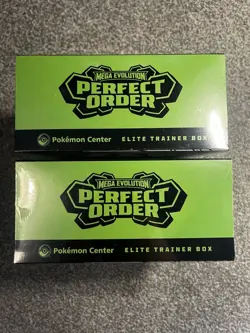 MEGA EVOLUTION
PERFECT
ORDER
Pokémon Center ELITE TRAINER BOX
MEGA EVOLUTION
PERFECT
ORDER
Pokémon Center ELITE TRAINER BOX